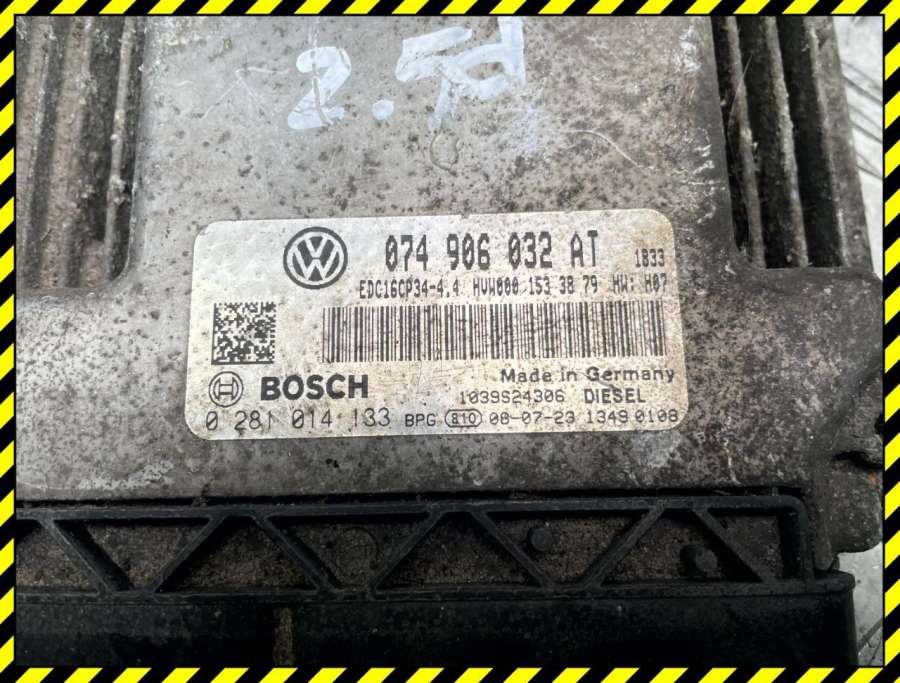 2.5d
074 906 032 AT 1833
EDC16CP34-4.4 HVW000 153 38 79 HW: H07
BOSCH
Made in Germany
1039S24306 DIESEL
0 281 014 133 BPG 810 08-07-23 1349 0108